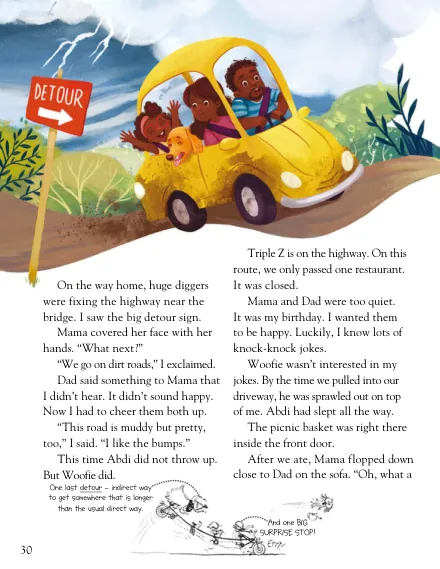 DETOUR
On the way home, huge diggers
were fixing the highway near the
bridge. I saw the big detour sign.
Mama covered her face with her
hands. “What next?”
“We go on dirt roads,” I exclaimed.
Dad said something to Mama that
I didn’t hear. It didn’t sound happy.
Now I had to cheer them both up.
“This road is muddy but pretty,
too,” I said. “I like the bumps.”
This time Abdi did not throw up.
But Woofie did.
Triple Z is on the highway. On this
route, we only passed one restaurant.
It was closed.
Mama and Dad were too quiet.
It was my birthday. I wanted them
to be happy. Luckily, I know lots of
knock-knock jokes.
Woofie wasn’t interested in my
jokes. By the time we pulled into our
driveway, he was sprawled out on top
of me. Abdi had slept all the way.
The picnic basket was right there
inside the front door.
After we ate, Mama flopped down
close to Dad on the sofa. “Oh, what a
One last detour – indirect way
to get somewhere that is longer
than the usual direct way.
And one BIG
SURPRISE STOP!
30